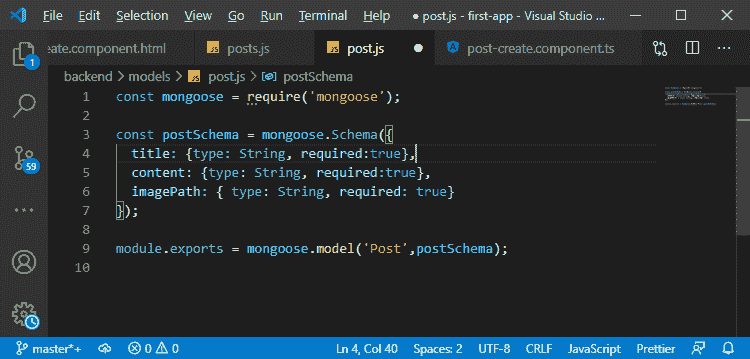 File Edit Selection View Go Run Terminal Help ● post.js - first-app - Visual Studio ...
eate.component.html JS posts.js JS post.js ● post-create.component.ts ...
backend > models > JS post.js > postSchema
1 const mongoose = require('mongoose');
2
3 const postSchema = mongoose.Schema({
4 title: {type: String, required:true},
5 content: {type: String, required:true},
6 imagePath: { type: String, required: true}
7 });
8
9 module.exports = mongoose.model('Post',postSchema);
10
1
59
master*+ 0 0 Ln 4, Col 40 Spaces: 2 UTF-8 CRLF JavaScript Prettier